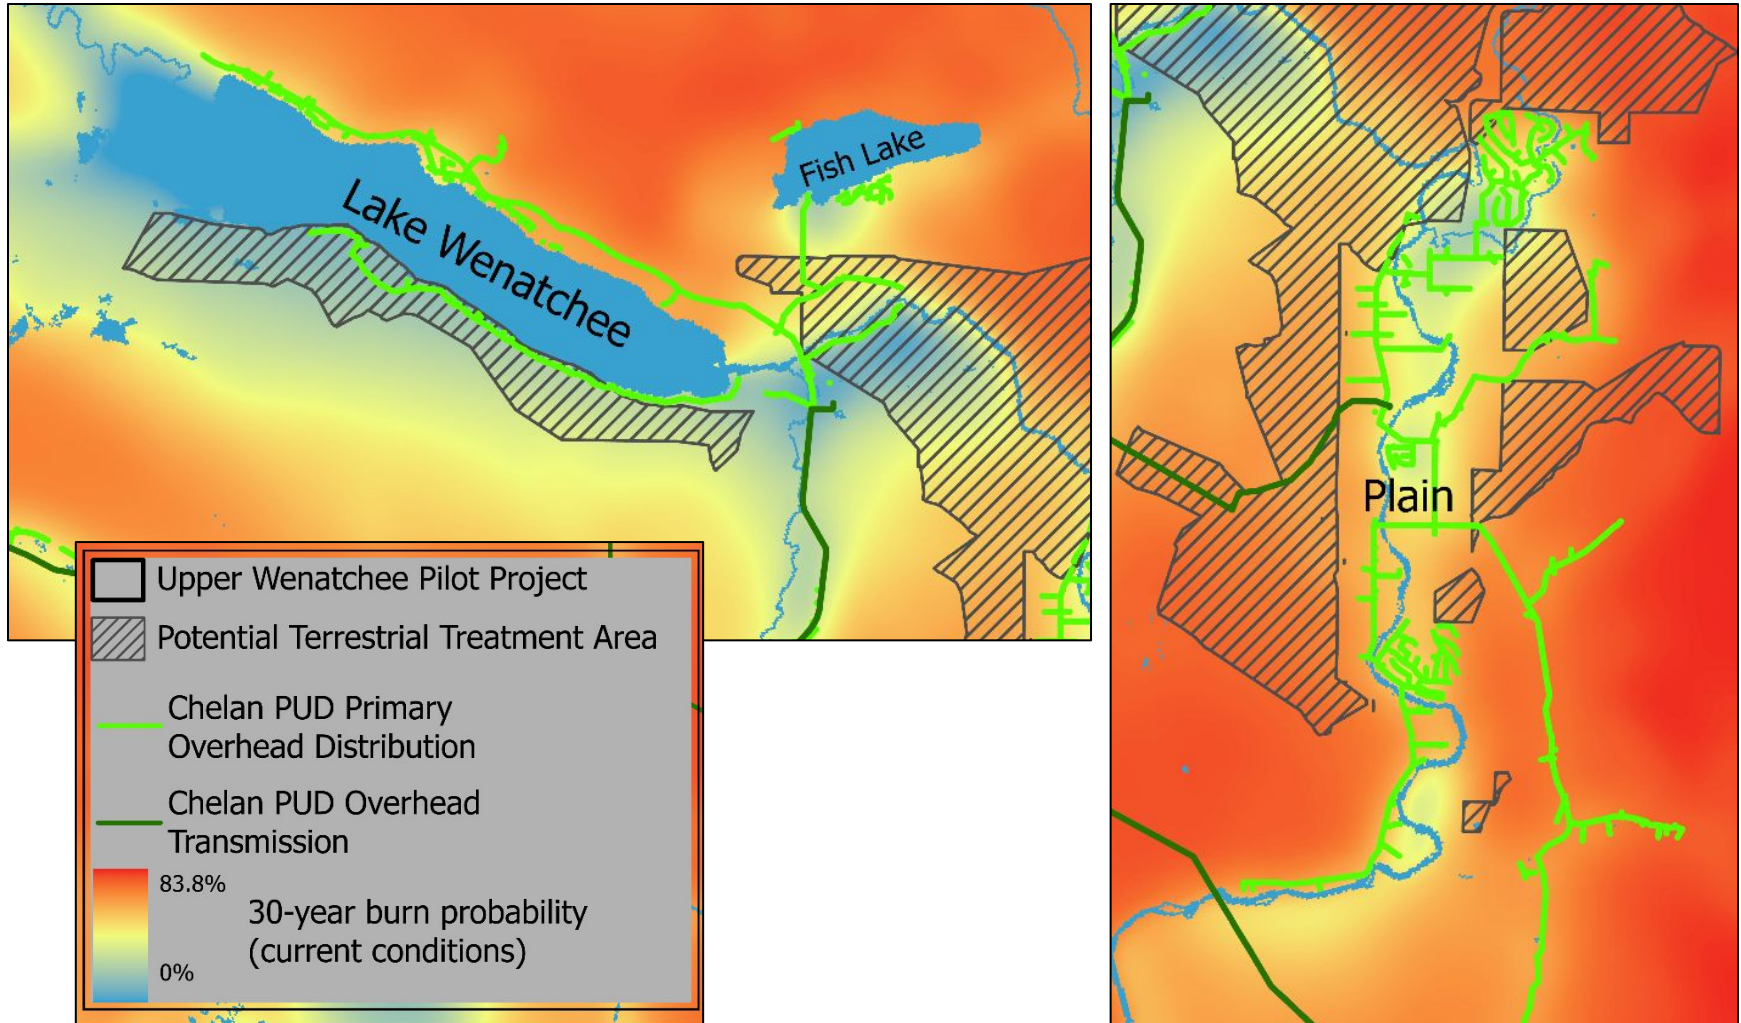 Lake Wenatchee
Fish Lake
Plain
Upper Wenatchee Pilot Project
Potential Terrestrial Treatment Area
Chelan PUD Primary
Overhead Distribution
Chelan PUD Overhead
Transmission
83.8%
30-year burn probability
(current conditions)
0%